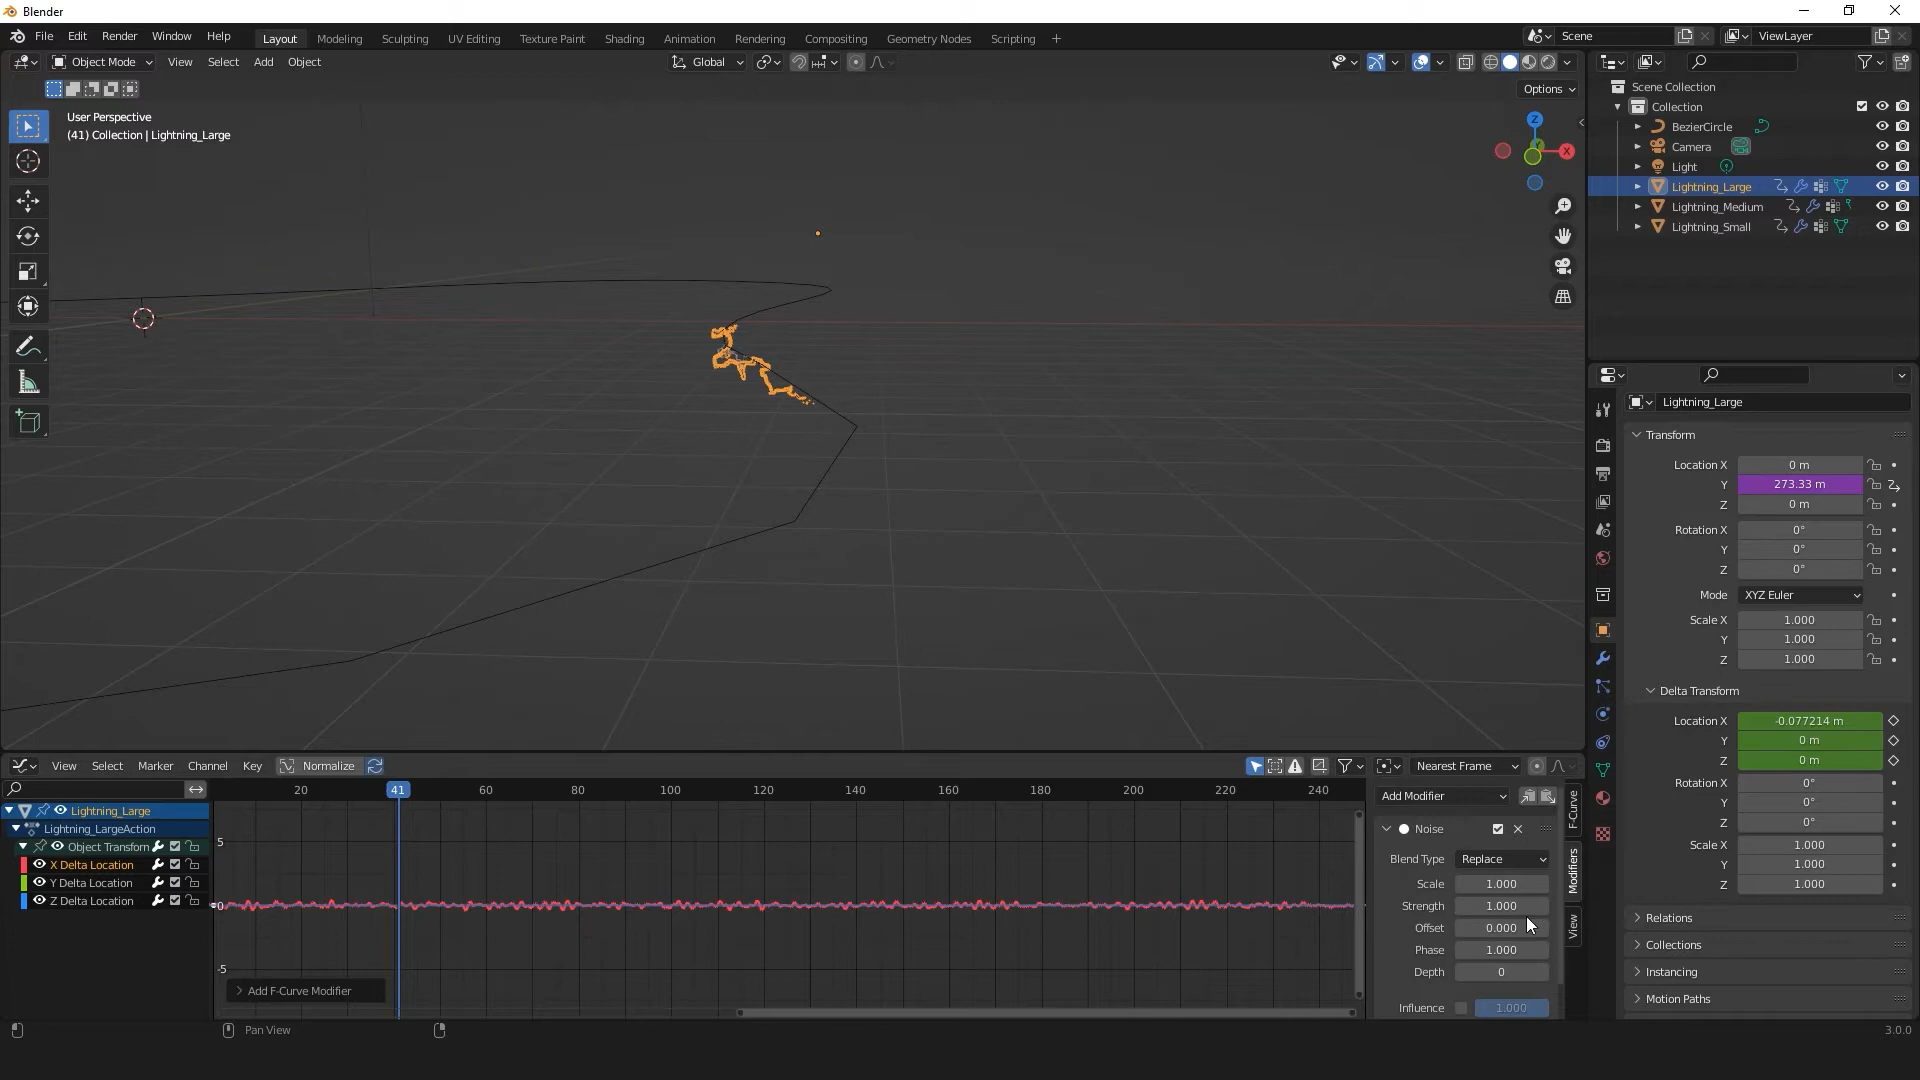 Blender
File Edit Render Window Help
Layout Modeling Sculpting UV Editing Texture Paint Shading Animation Rendering Compositing Geometry Nodes Scripting +
Scene
ViewLayer
Object Mode View Select Add Object
Global
Options
User Perspective
(41) Collection | Lightning_Large
Z
X
Scene Collection
Collection
BezierCircle
Camera
Light
Lightning_Large
Lightning_Medium
Lightning_Small
Lightning_Large
Transform
Location X 0 m
Y 273.33 m
Z 0 m
Rotation X 0°
Y 0°
Z 0°
Mode XYZ Euler
Scale X 1.000
Y 1.000
Z 1.000
Delta Transform
Location X -0.077214 m
Y 0 m
Z 0 m
Rotation X 0°
Y 0°
Z 0°
Scale X 1.000
Y 1.000
Z 1.000
Relations
Collections
Instancing
Motion Paths
View Select Marker Channel Key Normalize
Nearest Frame
20 41 60 80 100 120 140 160 180 200 220 240
Lightning_Large
Lightning_LargeAction
Object Transform
X Delta Location
Y Delta Location
Z Delta Location
5
0
-5
Add F-Curve Modifier
Add Modifier
Noise
Blend Type Replace
Scale 1.000
Strength 1.000
Offset 0.000
Phase 1.000
Depth 0
Influence 1.000
F-Curve
Modifiers
View
Pan View
3.0.0